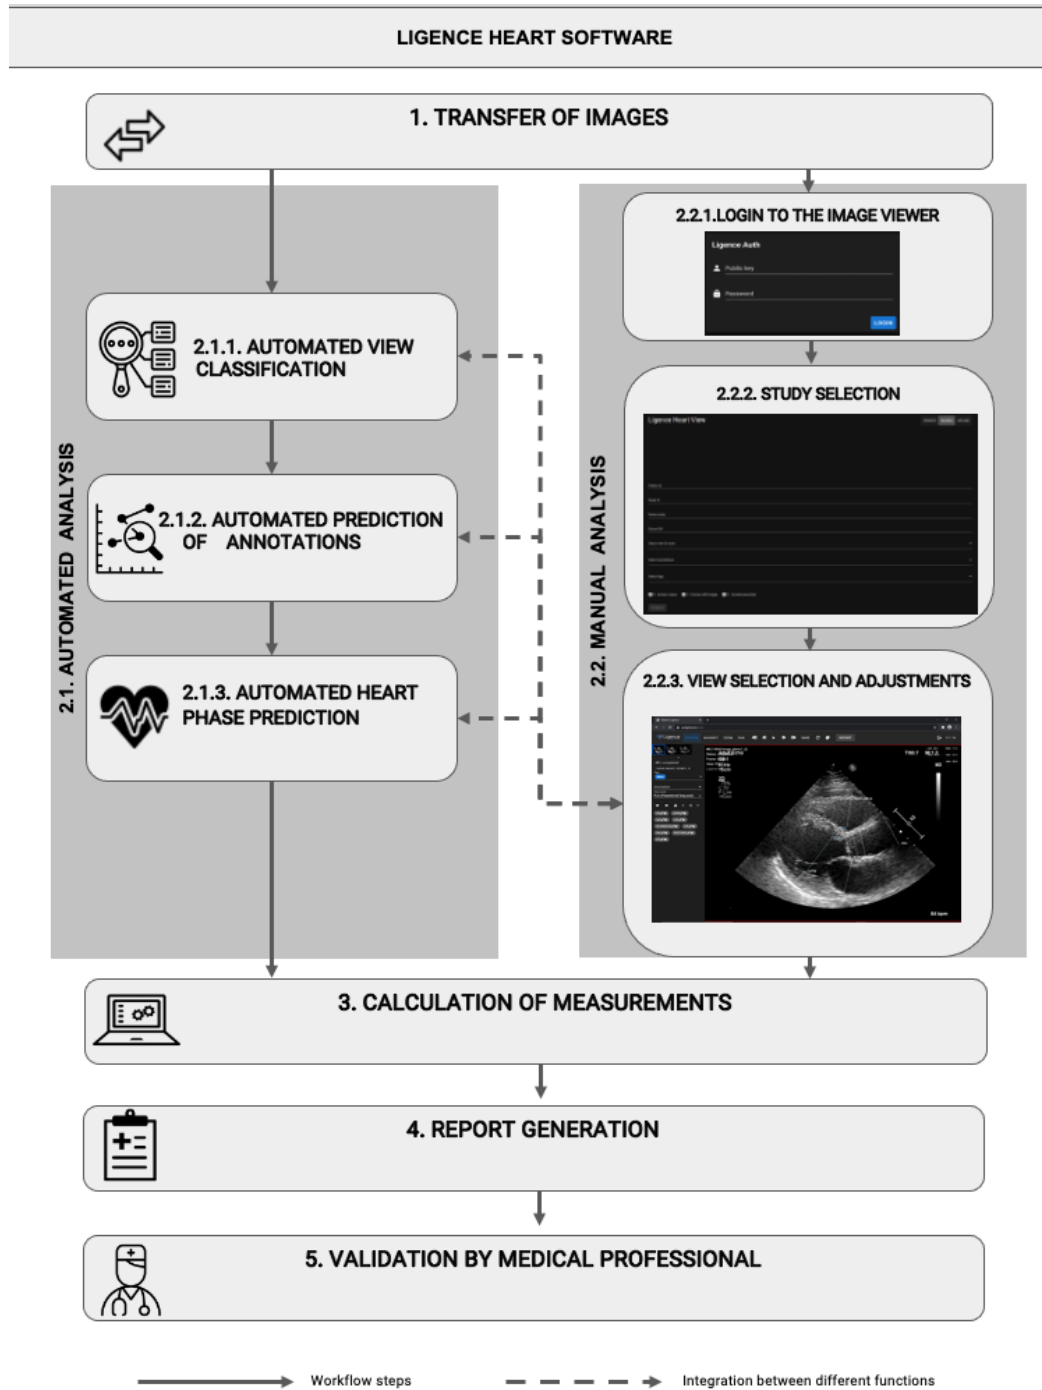 LIGENCE HEART SOFTWARE
1. TRANSFER OF IMAGES
2.1. AUTOMATED ANALYSIS
2.1.1. AUTOMATED VIEW
CLASSIFICATION
2.1.2. AUTOMATED PREDICTION
OF ANNOTATIONS
2.1.3. AUTOMATED HEART
PHASE PREDICTION
2.2. MANUAL ANALYSIS
2.2.1.LOGIN TO THE IMAGE VIEWER
Ligence Auth
Public key
Password
LOGIN
2.2.2. STUDY SELECTION
Ligence Heart View
2.2.3. VIEW SELECTION AND ADJUSTMENTS
84 bpm
3. CALCULATION OF MEASUREMENTS
4. REPORT GENERATION
5. VALIDATION BY MEDICAL PROFESSIONAL
Workflow steps
Integration between different functions